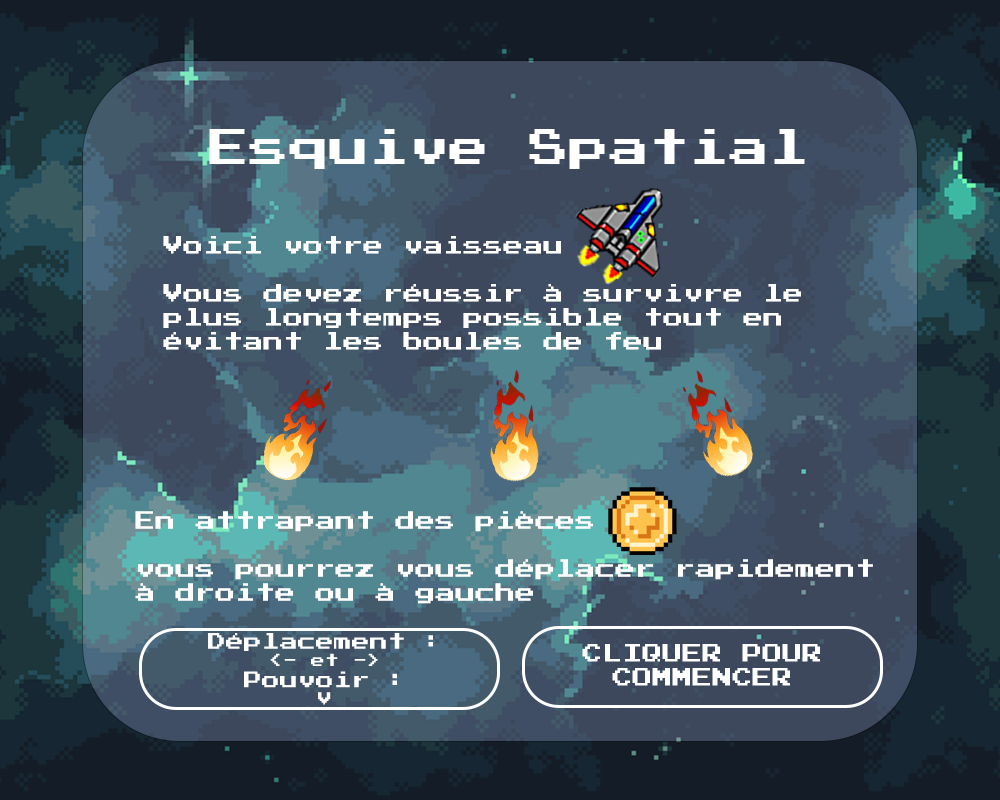 Esquive Spatial
Voici votre vaisseau
Vous devez réussir à survivre le
plus longtemps possible tout en
évitant les boules de feu
En attrapant des pièces
vous pourrez vous déplacer rapidement
à droite ou à gauche
Déplacement :
<- et ->
Pouvoir :
V
CLIQUER POUR
COMMENCER